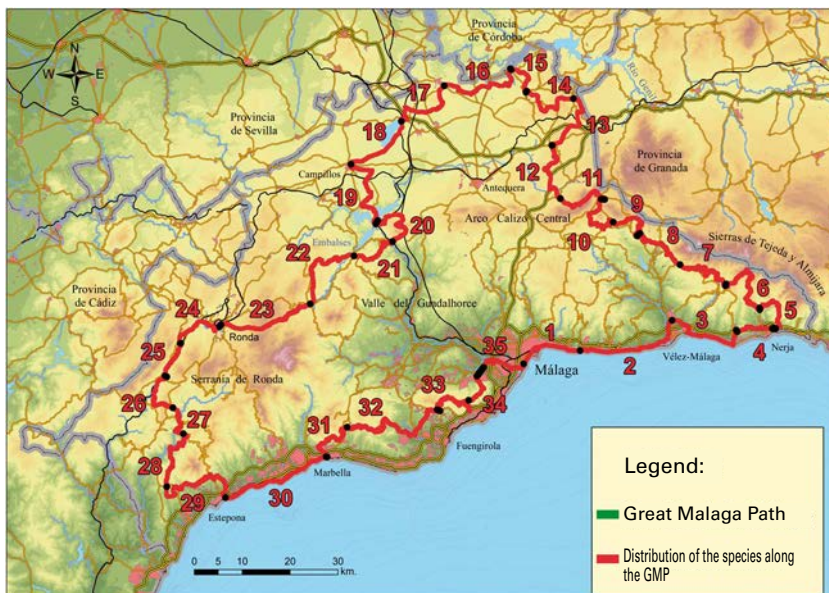 Provincia
de Córdoba
N
W E
S
15
16
14
17
Río Genil
Provincia
de Sevilla
18
13
Campillos
12
Antequera
Provincia
de Granada
11
19
20
Arco Calizo Central
9
10
Sierras de Tejeda y Almijara
8
7
22
Embalses
21
Provincia
de Cádiz
Valle del Guadalhorce
6
24
23
5
Ronda
35
1
3
Nerja
25
Málaga
2
Vélez-Málaga
4
Serranía de Ronda
33
26
34
27
31
32
Fuengirola
28
Marbella
29
30
Estepona
0 5 10 20 30
km.
Legend:
Great Malaga Path
Distribution of the species along
the GMP